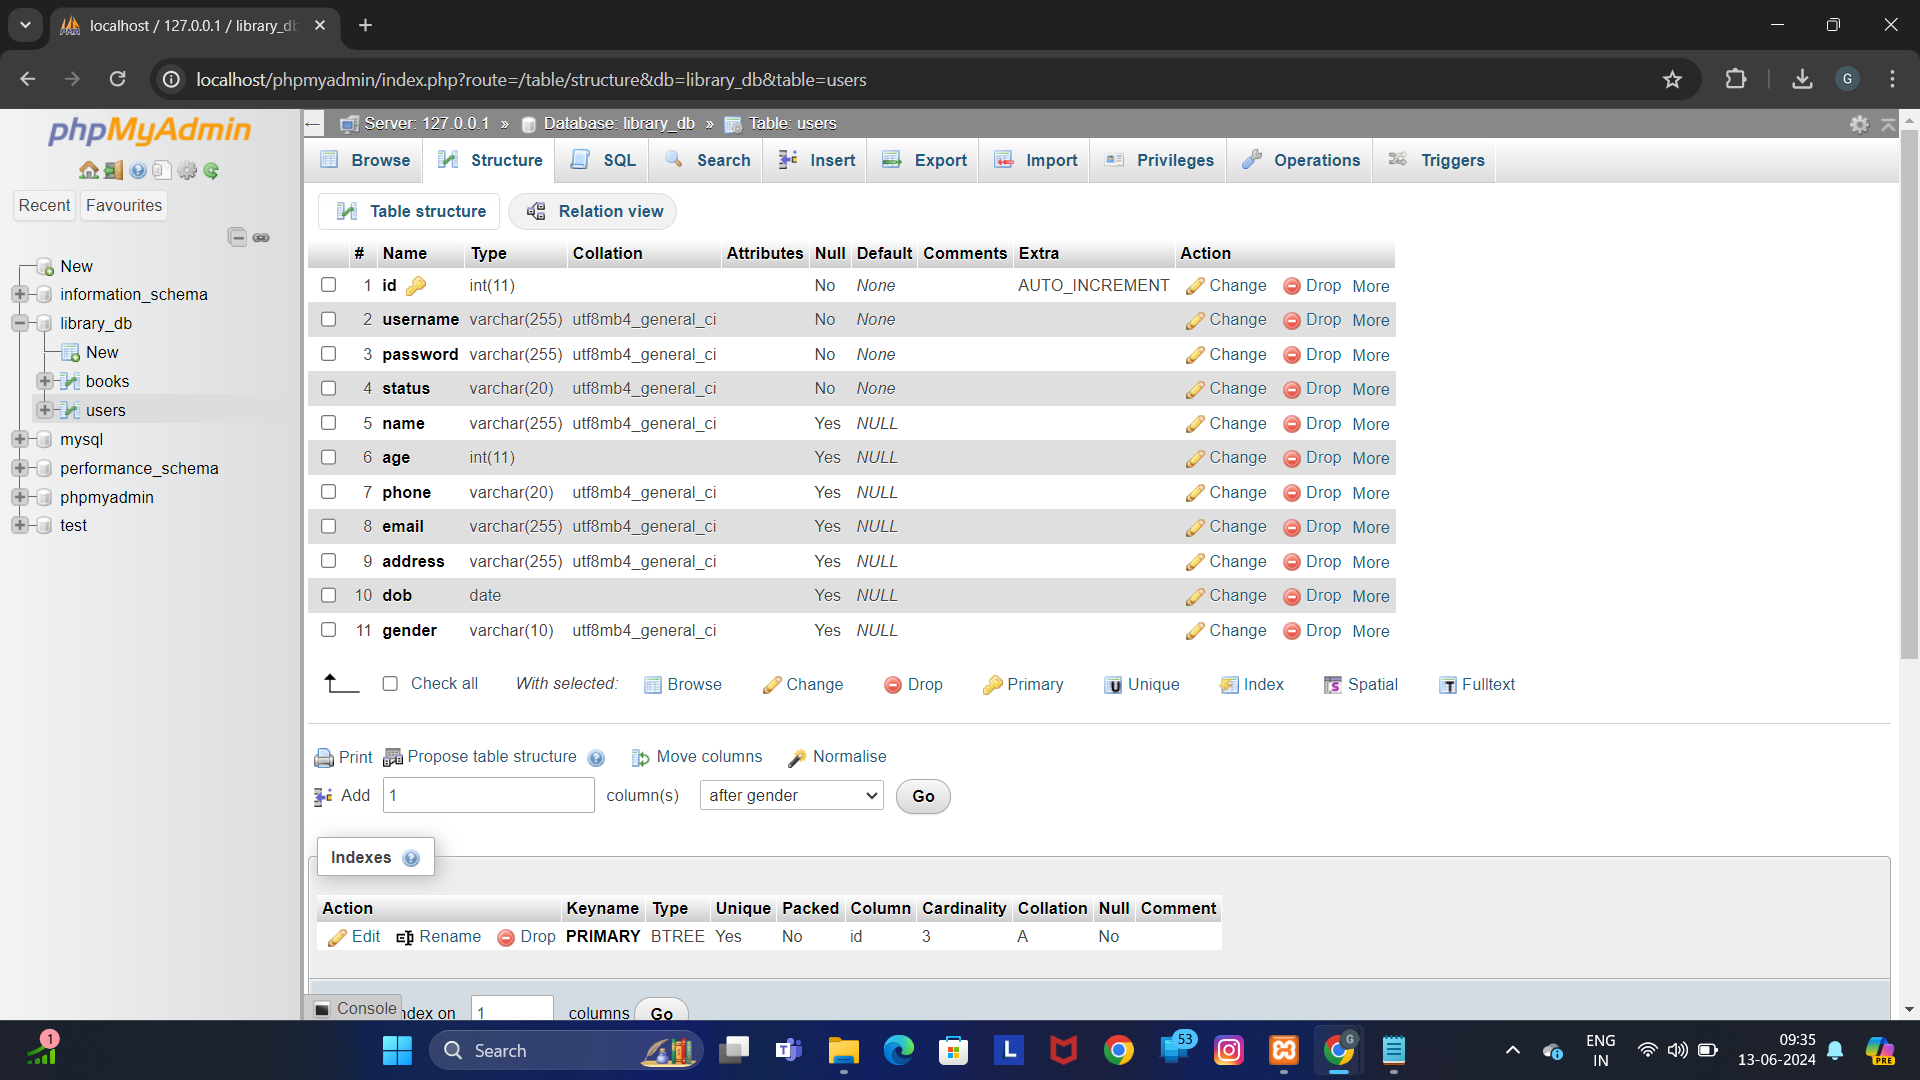 localhost / 127.0.0.1 / library_db
localhost/phpmyadmin/index.php?route=/table/structure&db=library_db&table=users
G
phpMyAdmin
Recent Favourites
New
information_schema
library_db
New
books
users
mysql
performance_schema
phpmyadmin
test
Server: 127.0.0.1 » Database: library_db » Table: users
Browse Structure SQL Search Insert Export Import Privileges Operations Triggers
Table structure Relation view
# Name Type Collation Attributes Null Default Comments Extra Action
1 id int(11) No None AUTO_INCREMENT Change Drop More
2 username varchar(255) utf8mb4_general_ci No None Change Drop More
3 password varchar(255) utf8mb4_general_ci No None Change Drop More
4 status varchar(20) utf8mb4_general_ci No None Change Drop More
5 name varchar(255) utf8mb4_general_ci Yes NULL Change Drop More
6 age int(11) Yes NULL Change Drop More
7 phone varchar(20) utf8mb4_general_ci Yes NULL Change Drop More
8 email varchar(255) utf8mb4_general_ci Yes NULL Change Drop More
9 address varchar(255) utf8mb4_general_ci Yes NULL Change Drop More
10 dob date Yes NULL Change Drop More
11 gender varchar(10) utf8mb4_general_ci Yes NULL Change Drop More
Check all With selected: Browse Change Drop Primary Unique Index Spatial Fulltext
Print Propose table structure Move columns Normalise
Add 1 column(s) after gender Go
Indexes
Action Keyname Type Unique Packed Column Cardinality Collation Null Comment
Edit Rename Drop PRIMARY BTREE Yes No id 3 A No
Console ndex on 1 columns Go
1
Search
53
G
ENG
IN
09:35
13-06-2024
PRE